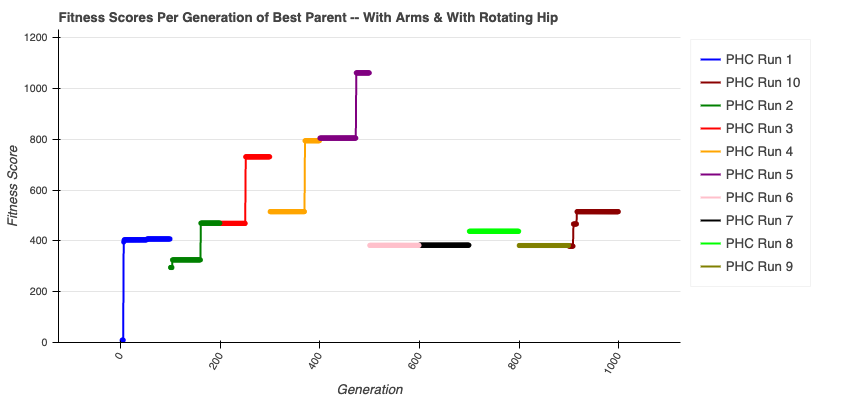 Fitness Scores Per Generation of Best Parent -- With Arms & With Rotating Hip
1200
1000
800
600
400
200
0
Fitness Score
0
200
400
600
800
1000
Generation
PHC Run 1
PHC Run 10
PHC Run 2
PHC Run 3
PHC Run 4
PHC Run 5
PHC Run 6
PHC Run 7
PHC Run 8
PHC Run 9